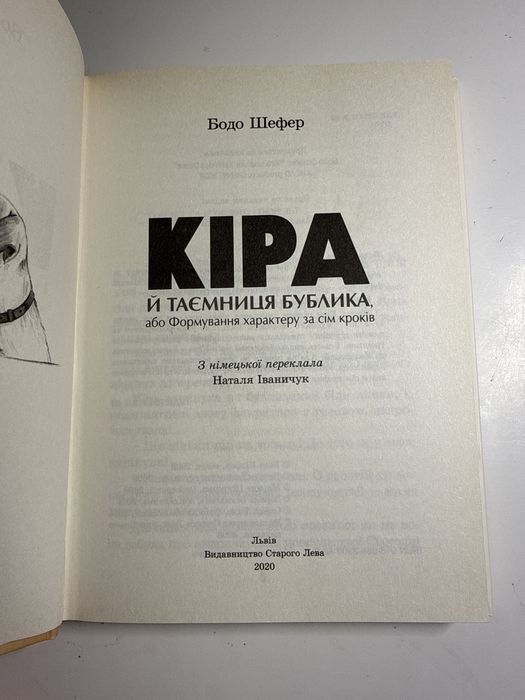 Бодо Шефер
КІРА
Й ТАЄМНИЦЯ БУБЛИКА,
або Формування характеру за сім кроків
З німецької переклала
Наталя Іваничук
Львів
Видавництво Старого Лева
2020